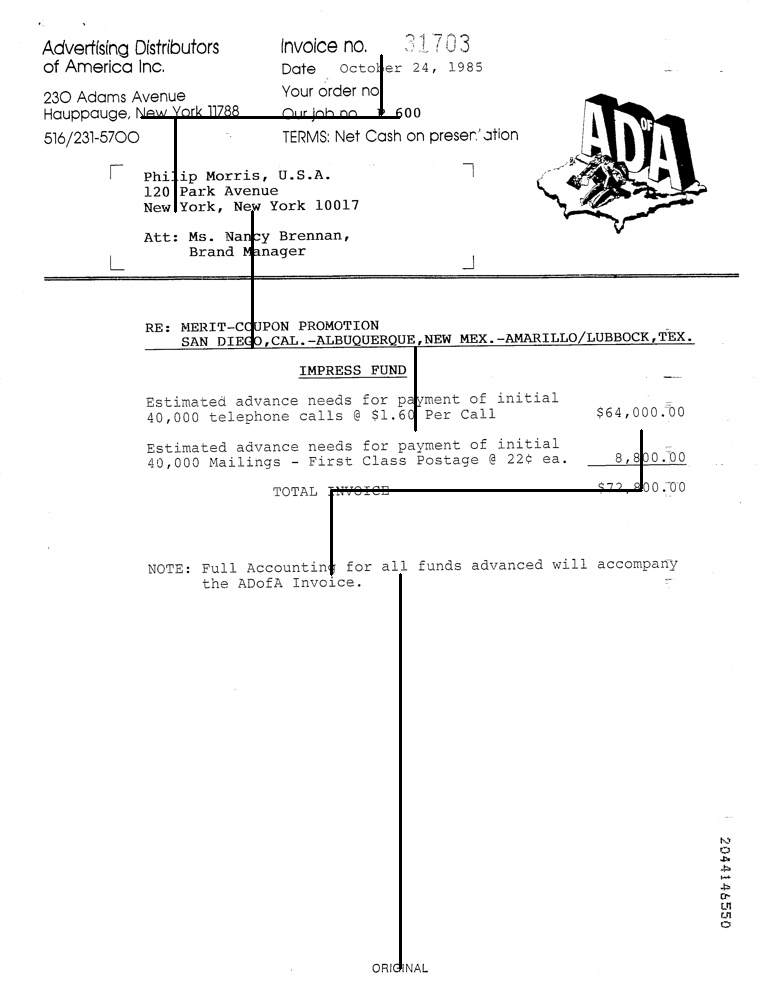 Advertising Distributors
of America Inc.
230 Adams Avenue
Hauppauge, New York 11788
516/231-5700
Invoice no. 31703
Date October 24, 1985
Your order no
Our job no. 600
TERMS: Net Cash on presentation
AD OF A
Philip Morris, U.S.A.
120 Park Avenue
New York, New York 10017
Att: Ms. Nancy Brennan,
Brand Manager
RE: MERIT-COUPON PROMOTION
SAN DIEGO,CAL.-ALBUQUERQUE,NEW MEX.-AMARILLO/LUBBOCK,TEX.
IMPRESS FUND
Estimated advance needs for payment of initial
40,000 telephone calls @ $1.60 Per Call $64,000.00
Estimated advance needs for payment of initial
40,000 Mailings - First Class Postage @ 22¢ ea. 8,800.00
TOTAL INVOICE $72,800.00
NOTE: Full Accounting for all funds advanced will accompany
the ADofA Invoice.
2044146550
ORIGINAL